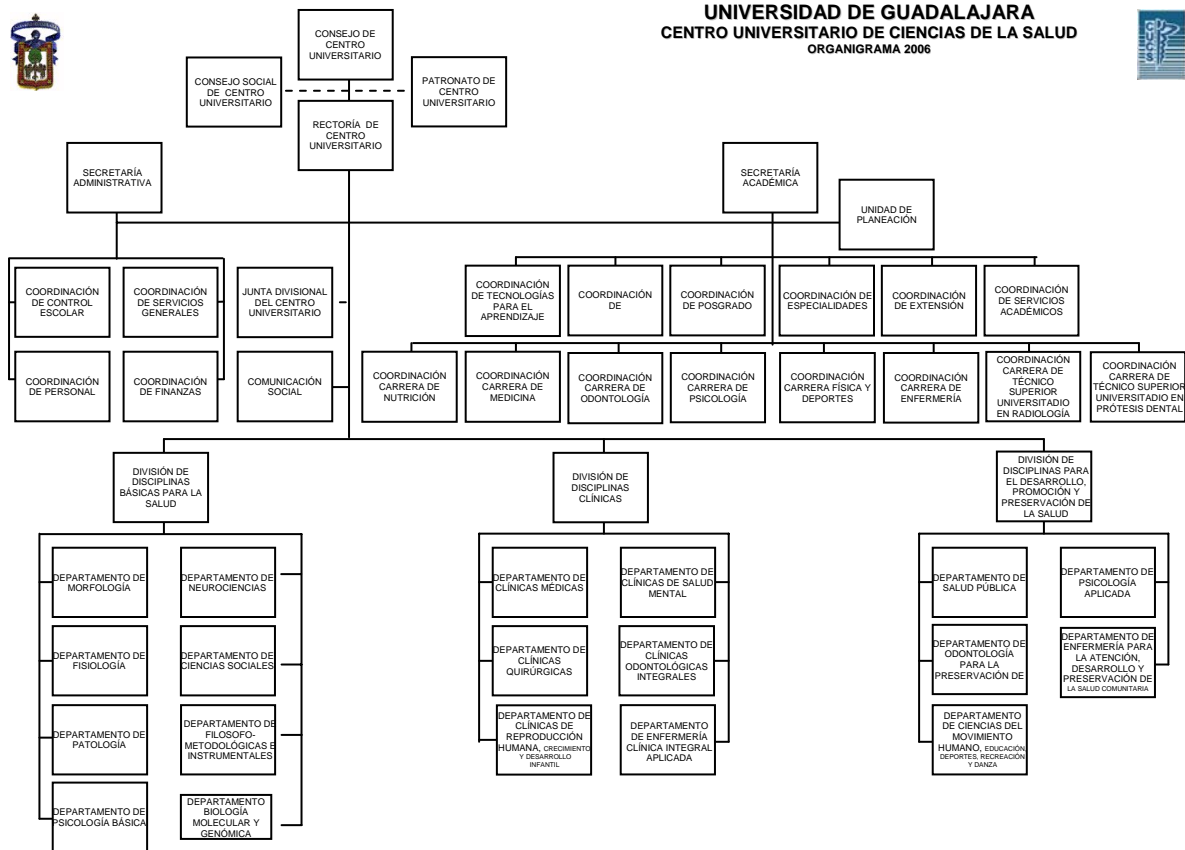 UNIVERSIDAD DE GUADALAJARA
CENTRO UNIVERSITARIO DE CIENCIAS DE LA SALUD
ORGANIGRAMA 2006
CUCS
CONSEJO DE
CENTRO
UNIVERSITARIO
CONSEJO SOCIAL
DE CENTRO
UNIVERSITARIO
PATRONATO DE
CENTRO
UNIVERSITARIO
RECTORÍA DE
CENTRO
UNIVERSITARIO
SECRETARÍA
ADMINISTRATIVA
SECRETARÍA
ACADÉMICA
UNIDAD DE
PLANEACIÓN
COORDINACIÓN
DE CONTROL
ESCOLAR
COORDINACIÓN
DE SERVICIOS
GENERALES
JUNTA DIVISIONAL
DEL CENTRO
UNIVERSITARIO
COORDINACIÓN
DE TECNOLOGÍAS
PARA EL
APRENDIZAJE
COORDINACIÓN
DE
COORDINACIÓN
DE POSGRADO
COORDINACIÓN DE
ESPECIALIDADES
COORDINACIÓN
DE EXTENSIÓN
COORDINACIÓN
DE SERVICIOS
ACADÉMICOS
COORDINACIÓN
DE PERSONAL
COORDINACIÓN
DE FINANZAS
COMUNICACIÓN
SOCIAL
COORDINACIÓN
CARRERA DE
NUTRICIÓN
COORDINACIÓN
CARRERA DE
MEDICINA
COORDINACIÓN
CARRERA DE
ODONTOLOGÍA
COORDINACIÓN
CARRERA DE
PSICOLOGÍA
COORDINACIÓN
CARRERA FÍSICA Y
DEPORTES
COORDINACIÓN
CARRERA DE
ENFERMERÍA
COORDINACIÓN
CARRERA DE
TÉCNICO
SUPERIOR
UNIVERSITADIO
EN RADIOLOGÍA
COORDINACIÓN
CARRERA DE
TÉCNICO SUPERIOR
UNIVERSITADIO EN
PRÓTESIS DENTAL
DIVISIÓN DE
DISCIPLINAS
BÁSICAS PARA LA
SALUD
DIVISIÓN DE
DISCIPLINAS
CLÍNICAS
DIVISIÓN DE
DISCIPLINAS PARA
EL DESARROLLO,
PROMOCIÓN Y
PRESERVACIÓN DE
LA SALUD
DEPARTAMENTO DE
MORFOLOGÍA
DEPARTAMENTO DE
NEUROCIENCIAS
DEPARTAMENTO DE
FISIOLOGÍA
DEPARTAMENTO DE
CIENCIAS SOCIALES
DEPARTAMENTO DE
PATOLOGÍA
DEPARTAMENTO DE
FILOSOFO-
METODOLÓGICAS E
INSTRUMENTALES
DEPARTAMENTO DE
PSICOLOGÍA BÁSICA
DEPARTAMENTO
BIOLOGÍA
MOLECULAR Y
GENÓMICA
DEPARTAMENTO DE
CLÍNICAS MÉDICAS
DEPARTAMENTO DE
CLÍNICAS DE SALUD
MENTAL
DEPARTAMENTO DE
CLÍNICAS
QUIRÚRGICAS
DEPARTAMENTO DE
CLÍNICAS
ODONTOLÓGICAS
INTEGRALES
DEPARTAMENTO DE
CLÍNICAS DE
REPRODUCCIÓN
HUMANA, CRECIMIENTO
Y DESARROLLO
INFANTIL
DEPARTAMENTO
DE ENFERMERÍA
CLÍNICA INTEGRAL
APLICADA
DEPARTAMENTO DE
SALUD PÚBLICA
DEPARTAMENTO DE
PSICOLOGÍA
APLICADA
DEPARTAMENTO DE
ODONTOLOGÍA
PARA LA
PRESERVACIÓN DE
DEPARTAMENTO DE
ENFERMERÍA PARA
LA ATENCIÓN,
DESARROLLO Y
PRESERVACIÓN DE
LA SALUD COMUNITARIA
DEPARTAMENTO
DE CIENCIAS DEL
MOVIMIENTO
HUMANO, EDUCACIÓN,
DEPORTES, RECREACIÓN
Y DANZA